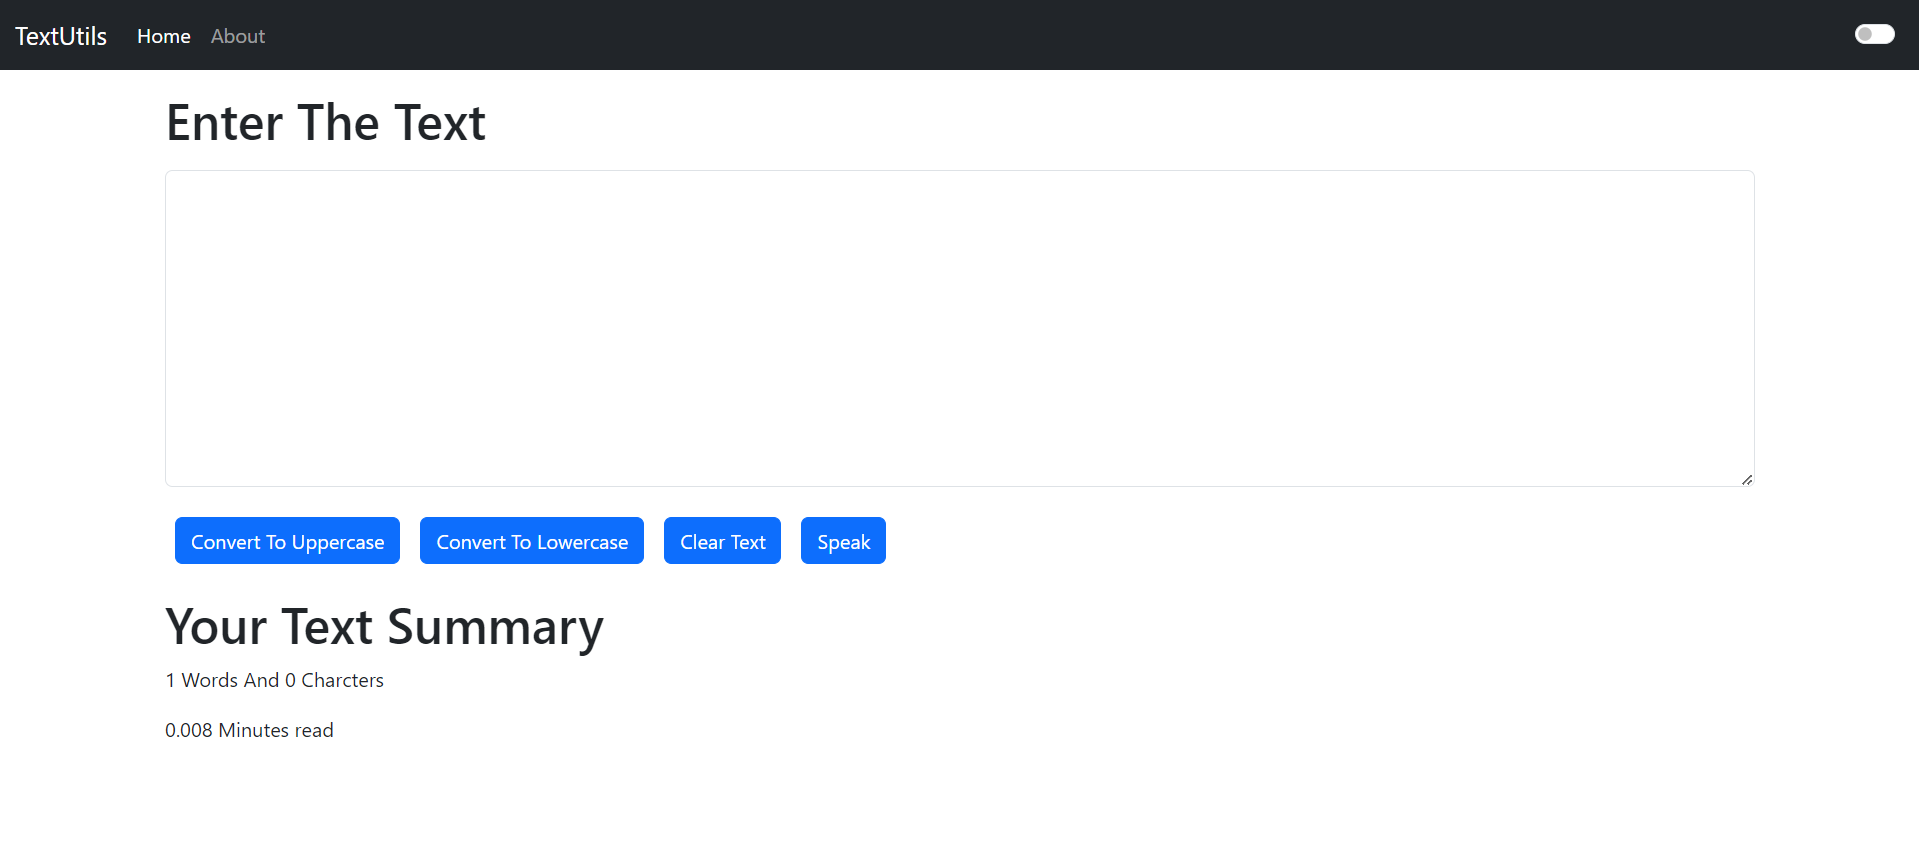 TextUtils Home About
Enter The Text
Convert To Uppercase Convert To Lowercase Clear Text Speak
Your Text Summary
1 Words And 0 Charcters
0.008 Minutes read